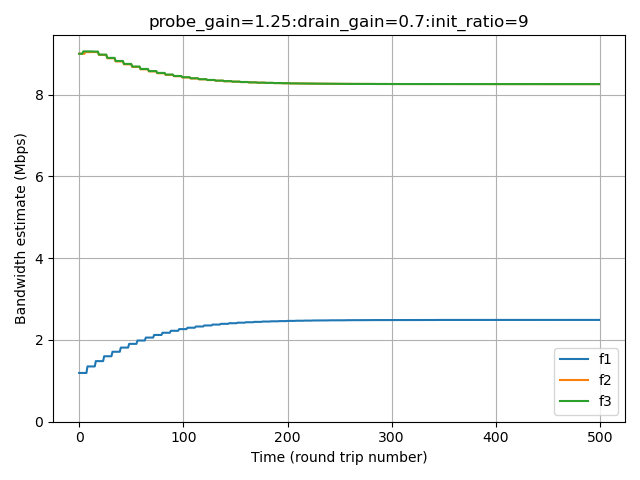 probe_gain=1.25:drain_gain=0.7:init_ratio=9
Bandwidth estimate (Mbps)
8
6
4
2
0
0 100 200 300 400 500
Time (round trip number)
f1
f2
f3